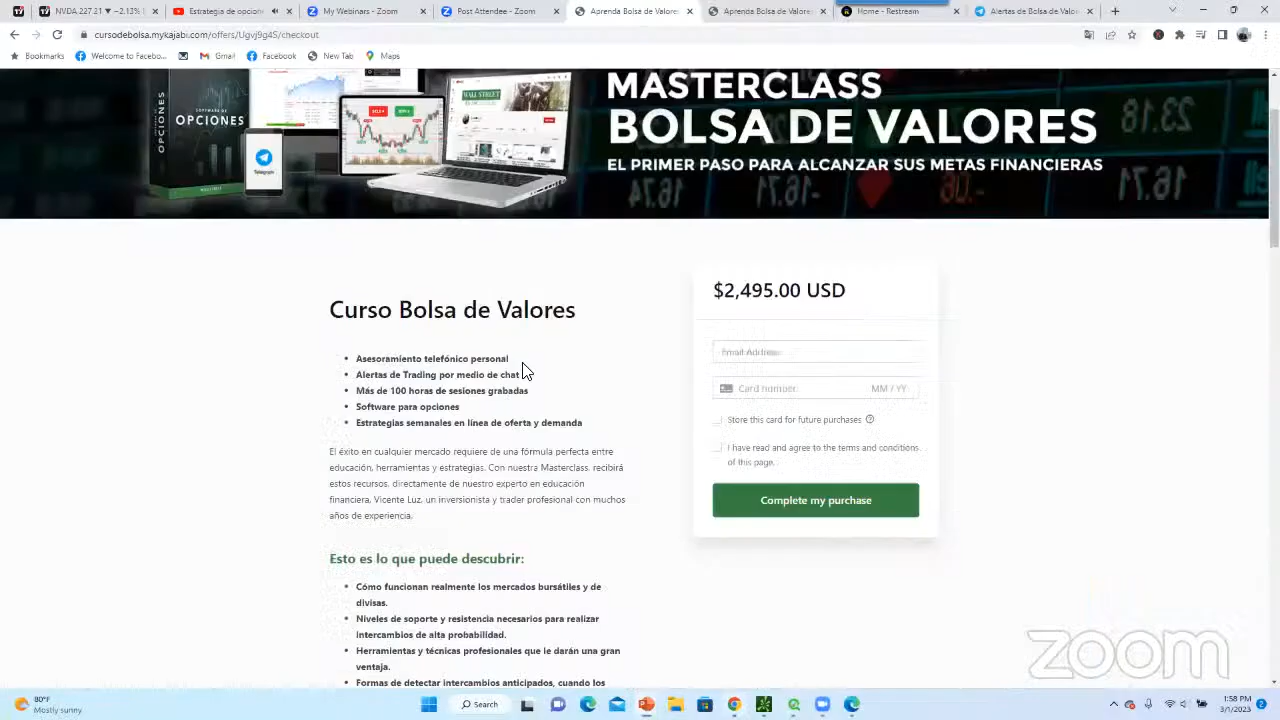 NVDA 227.21 ▼ −2.13%
Estrategia de opcione
My Webinars - Zoom
Post Attendee - Zoom
Aprenda Bolsa de Valores
Aprenda Bolsa de Valores
Home - Restream
Alertas de Bolsa de Valo
cursodebolsa.mykajabi.com/offers/Ugvj9g4S/checkout
Bookmarks
Welcome to Faceb...
Gmail
Facebook
New Tab
Maps
OPCIONES
SOFTWARE DE
OPCIONES
Telegram
WALL STREET
MASTERCLASS
BOLSA DE VALORES
EL PRIMER PASO PARA ALCANZAR SUS METAS FINANCIERAS
Curso Bolsa de Valores
• Asesoramiento telefónico personal
• Alertas de Trading por medio de chat
• Más de 100 horas de sesiones grabadas
• Software para opciones
• Estrategias semanales en línea de oferta y demanda
El éxito en cualquier mercado requiere de una fórmula perfecta entre
educación, herramientas y estrategias. Con nuestra Masterclass, recibirá
estos recursos, directamente de nuestro experto en educación
financiera, Vicente Luz, un inversionista y trader profesional con muchos
años de experiencia.
Esto es lo que puede descubrir:
• Cómo funcionan realmente los mercados bursátiles y de
divisas.
• Niveles de soporte y resistencia necesarios para realizar
intercambios de alta probabilidad.
• Herramientas y técnicas profesionales que le darán una gran
ventaja.
• Formas de detectar intercambios anticipados, cuando los
$2,495.00 USD
Email Address
Card number
MM / YY
Store this card for future purchases
I have read and agree to the terms and conditions
of this page.
Complete my purchase
zoom
80°F
Mostly sunny
Search
5:38 PM
3/1/2023